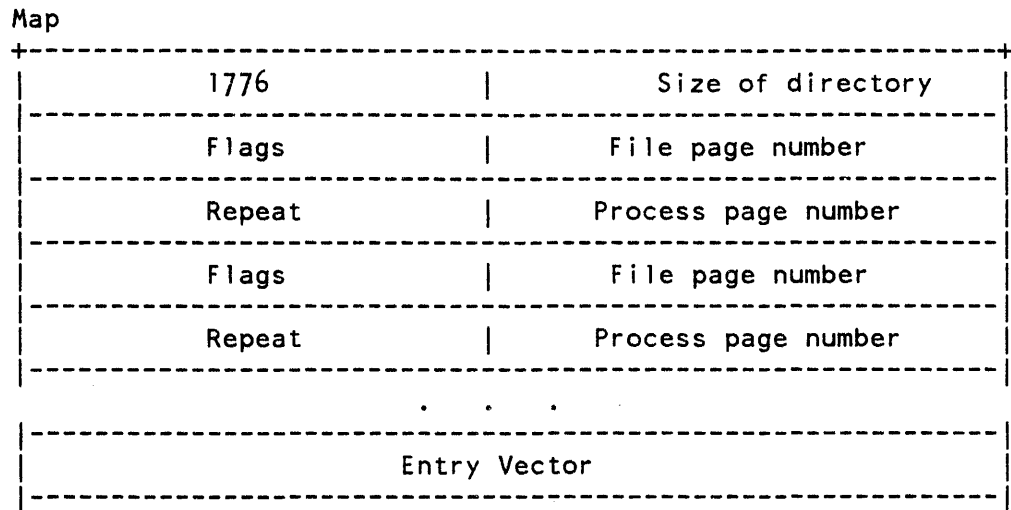 Map
1776 | Size of directory
Flags | File page number
Repeat | Process page number
Flags | File page number
Repeat | Process page number
. . .
Entry Vector